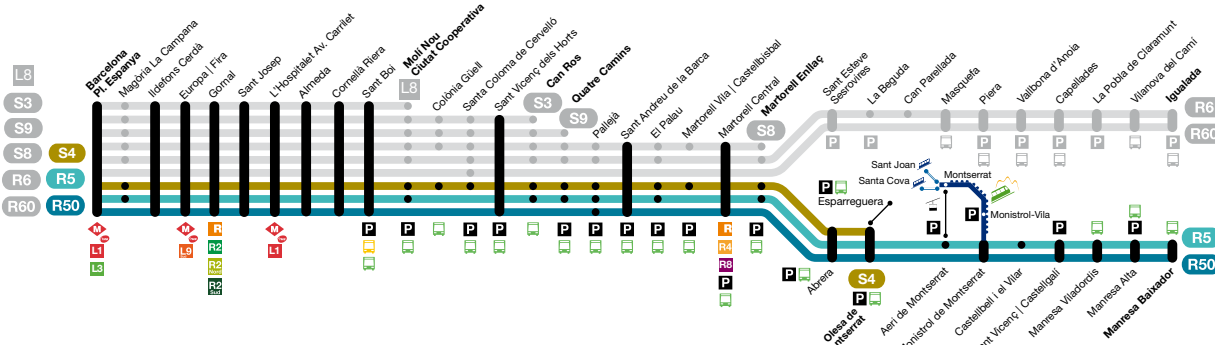 L8
S3
S9
S8
S4
R6
R5
R60
R50
Barcelona
Pl. Espanya
Magòria La Campana
Ildefons Cerdà
Europa | Fira
Gornal
Sant Josep
L'Hospitalet Av. Carrilet
Almeda
Cornellà Riera
Sant Boi
Molí Nou
Ciutat Cooperativa
L8
Colònia Güell
Santa Coloma de Cervelló
Sant Vicenç dels Horts
Can Ros
S3
Quatre Camins
S9
Pallejà
Sant Andreu de la Barca
El Palau
Martorell Vila | Castellbisbal
Martorell Central
Martorell Enllaç
S8
Sant Esteve
Sesrovires
La Beguda
Can Parellada
Masquefa
Piera
Vallbona d'Anoia
Capellades
La Pobla de Claramunt
Vilanova del Camí
Igualada
R6
R60
P P P P P P P P
Sant Joan
Santa Cova
Montserrat
Monistrol-Vila
P
P
P
Esparreguera
M
L1
L3
M
L9
R
R2
R2
Nord
R2
Sud
M
L1
P
P
P
P
P
P
P
P
P
R
R4
R8
P
P
P
P
P
R5
R50
P
Abrera
S4
P
Olesa de
Aeri de Montserrat
Castellbell i el Vilar
Manresa Viladordis
Manresa Alta
Manresa Baixador